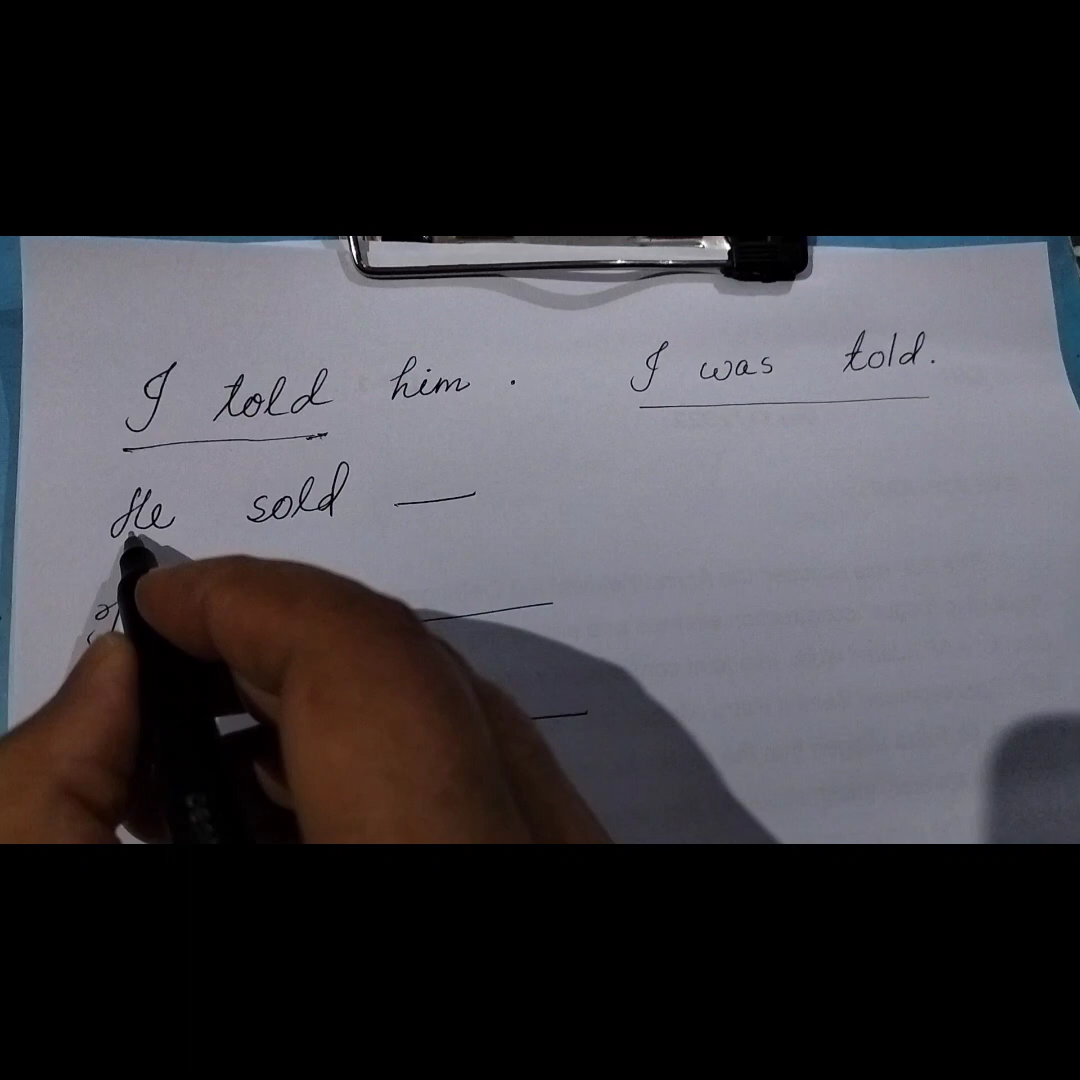 I told him. I was told.
He sold —